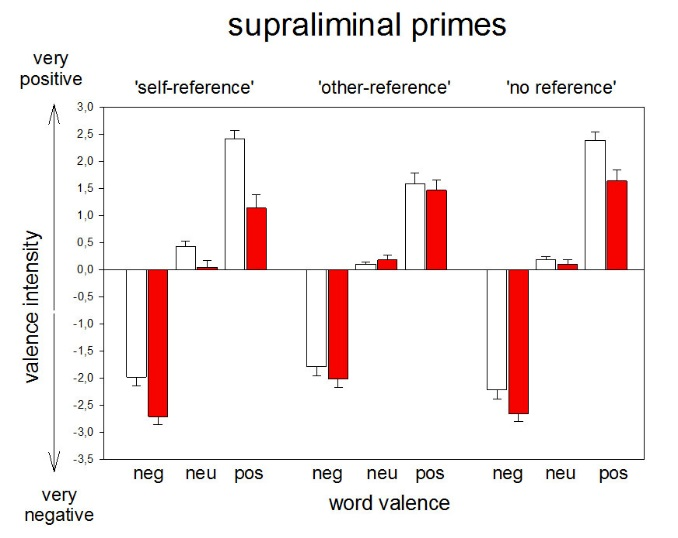 supraliminal primes
very
positive
'self-reference'
'other-reference'
'no reference'
3,0
2,5
2,0
1,5
1,0
0,5
0,0
-0,5
-1,0
-1,5
-2,0
-2,5
-3,0
-3,5
valence intensity
neg neu pos neg neu pos neg neu pos
very
negative
word valence